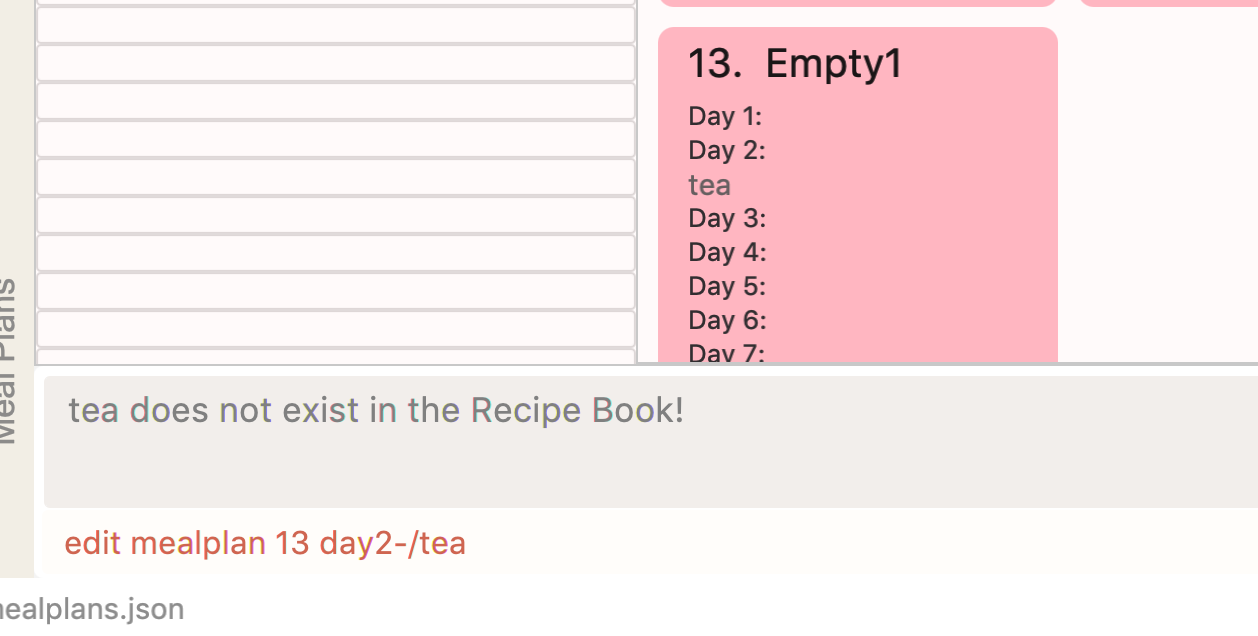 13. Empty1
Day 1:
Day 2:
tea
Day 3:
Day 4:
Day 5:
Day 6:
Day 7:
Meal Plans
tea does not exist in the Recipe Book!
edit mealplan 13 day2-/tea
ealplans.json